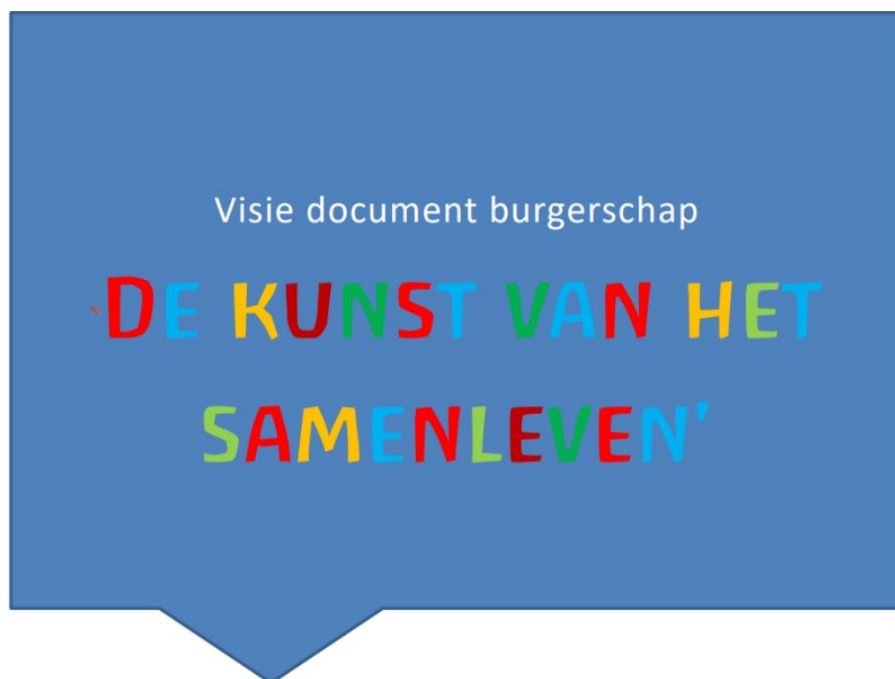 Visie document burgerschap
‘DE KUNST VAN HET
SAMENLEVEN’